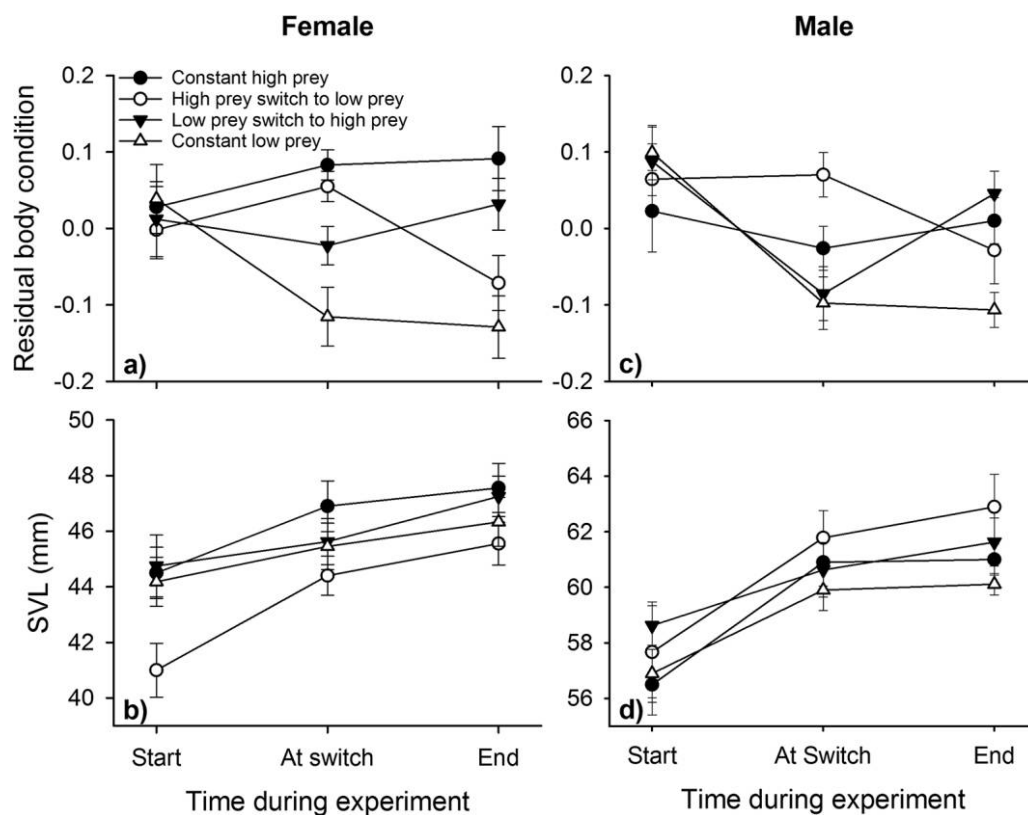 Female
Male
Residual body condition
0.2
0.1
0.0
-0.1
-0.2
Constant high prey
High prey switch to low prey
Low prey switch to high prey
Constant low prey
a)
0.2
0.1
0.0
-0.1
-0.2
c)
SVL (mm)
50
48
46
44
42
40
b)
66
64
62
60
58
56
d)
Start
At switch
End
Start
At Switch
End
Time during experiment
Time during experiment